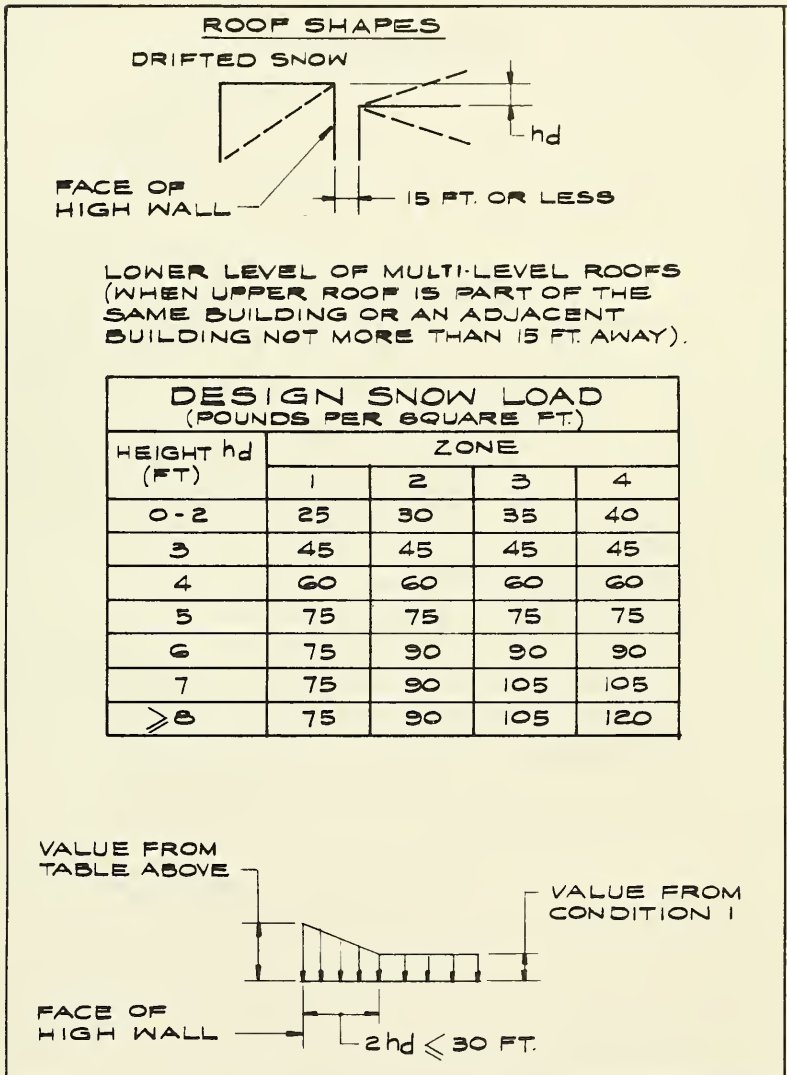 ROOF SHAPES
DRIFTED SNOW
hd
FACE OF
HIGH WALL
15 FT. OR LESS
LOWER LEVEL OF MULTI-LEVEL ROOFS
(WHEN UPPER ROOF IS PART OF THE
SAME BUILDING OR AN ADJACENT
BUILDING NOT MORE THAN 15 FT. AWAY).
DESIGN SNOW LOAD
(POUNDS PER SQUARE FT.)
HEIGHT hd ZONE
(FT) 1 2 3 4
0-2 25 30 35 40
3 45 45 45 45
4 60 60 60 60
5 75 75 75 75
6 75 90 90 90
7 75 90 105 105
⩾8 75 90 105 120
VALUE FROM
TABLE ABOVE
VALUE FROM
CONDITION I
FACE OF
HIGH WALL
2hd ⩽ 30 FT.